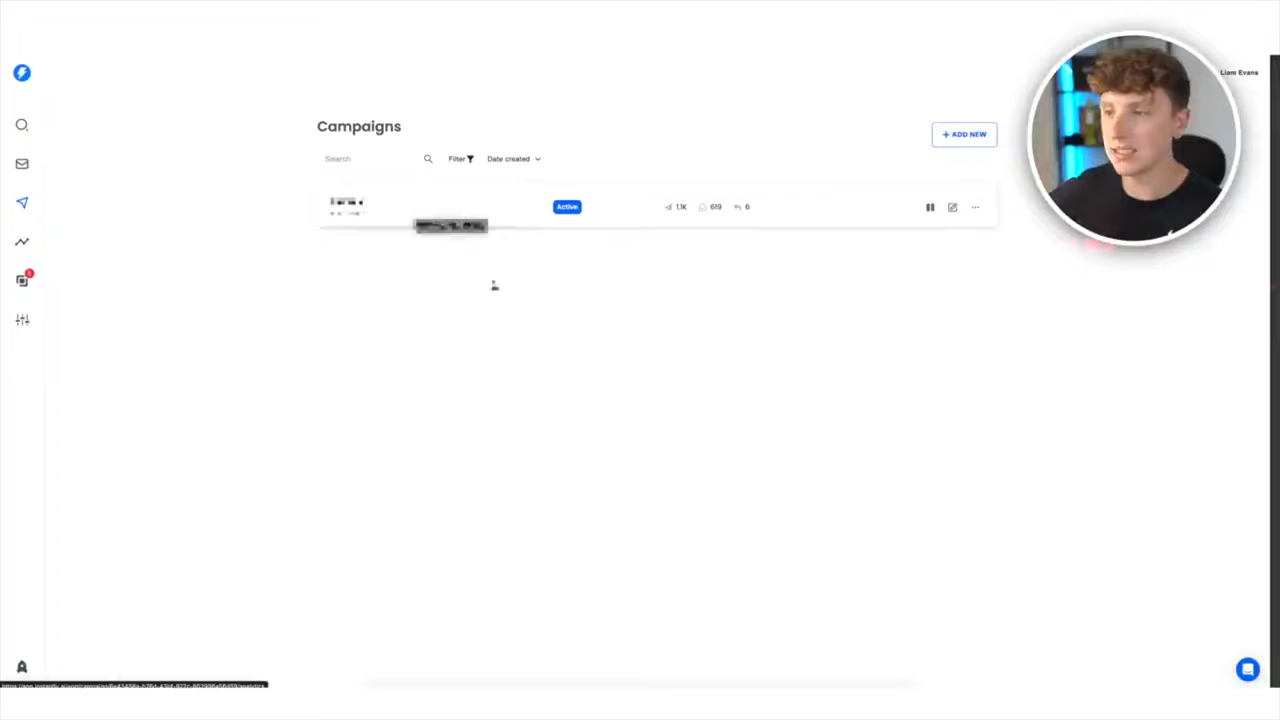 Liam Evans
Campaigns
+ ADD NEW
Search
Filter
Date created
Active
1.1K
619
6